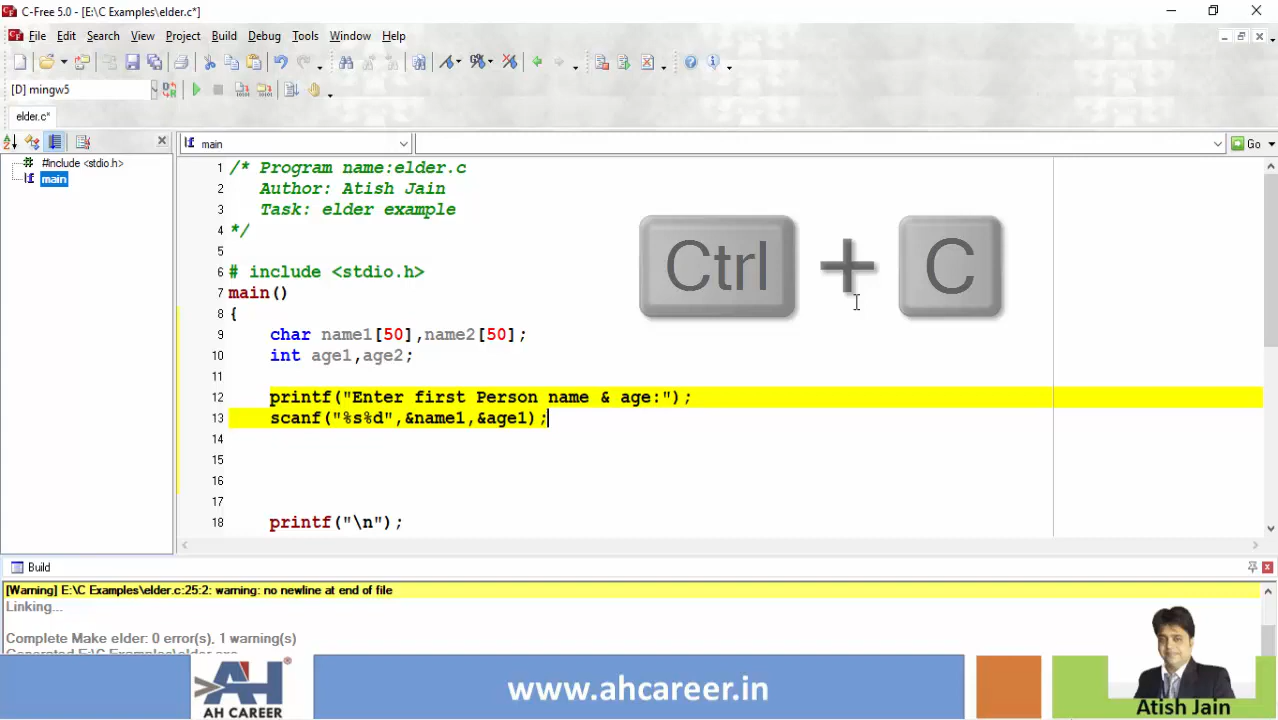 C-Free 5.0 - [E:\C Examples\elder.c*]
File Edit Search View Project Build Debug Tools Window Help
[D] mingw5
elder.c*
main
Go
#include <stdio.h>
main
1 /* Program name:elder.c
2 Author: Atish Jain
3 Task: elder example
4 */
5
6 # include <stdio.h>
7 main()
8 {
9 char name1[50],name2[50];
10 int age1,age2;
11
12 printf("Enter first Person name & age:");
13 scanf("%s%d",&name1,&age1);
14
15
16
17
18 printf("\n");
Ctrl + C
Build
[Warning] E:\C Examples\elder.c:25:2: warning: no newline at end of file
Linking...
Complete Make elder: 0 error(s), 1 warning(s)
Generated E:\C Examples\elder.exe
AH
AH CAREER
www.ahcareer.in
Atish Jain